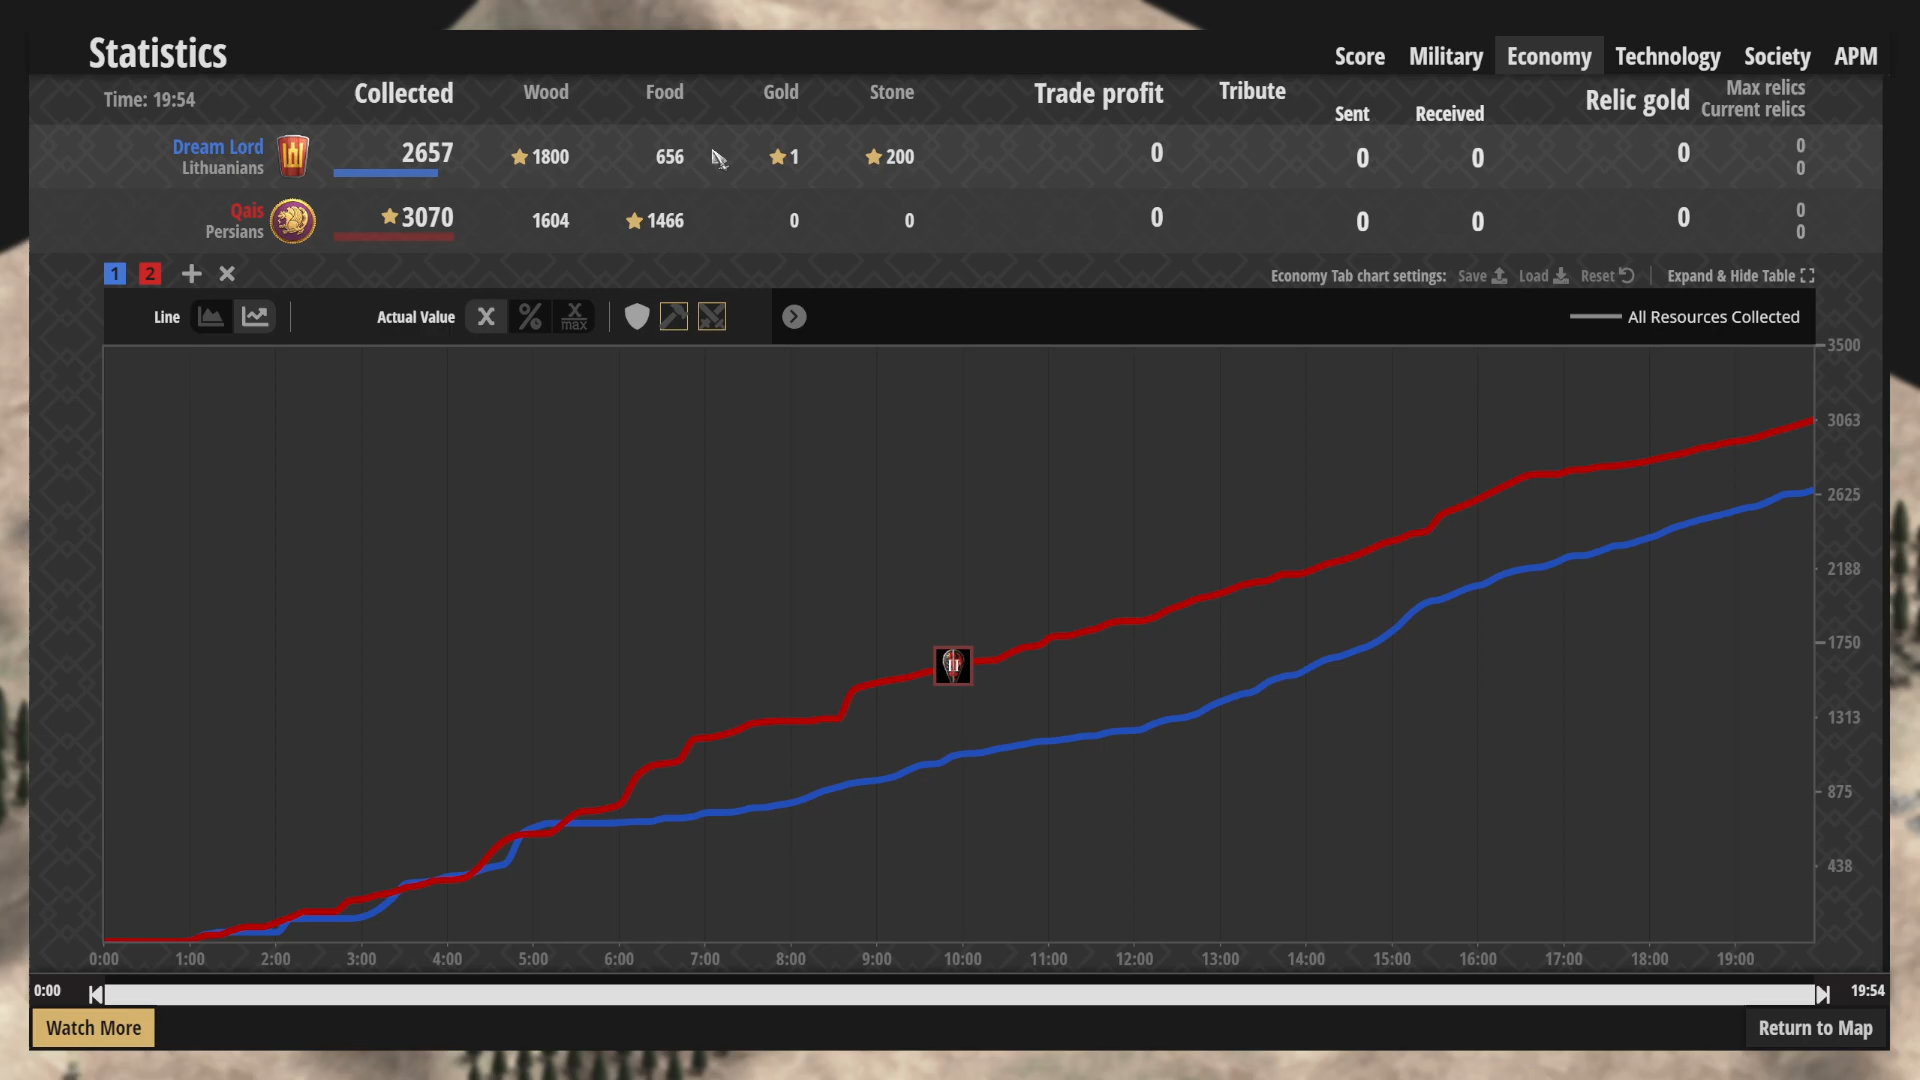 Statistics
Score Military Economy Technology Society APM
Time: 19:54 Collected Wood Food Gold Stone Trade profit Tribute Sent Received Relic gold Max relics Current relics
Dream Lord
Lithuanians
2657 1800 656 1 200 0 0 0 0 0
0
Qais
Persians
3070 1604 1466 0 0 0 0 0 0 0
0
1 2
Economy Tab chart settings: Save Load Reset Expand & Hide Table
Line Actual Value X % X max All Resources Collected
3500
3063
2625
2188
1750
1313
875
438
II
0:00 1:00 2:00 3:00 4:00 5:00 6:00 7:00 8:00 9:00 10:00 11:00 12:00 13:00 14:00 15:00 16:00 17:00 18:00 19:00
0:00 19:54
Watch More Return to Map